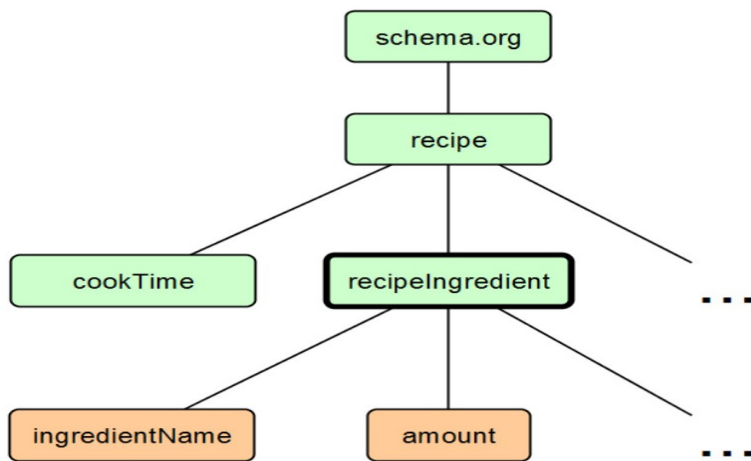 schema.org
recipe
cookTime
recipeIngredient
...
ingredientName
amount
...